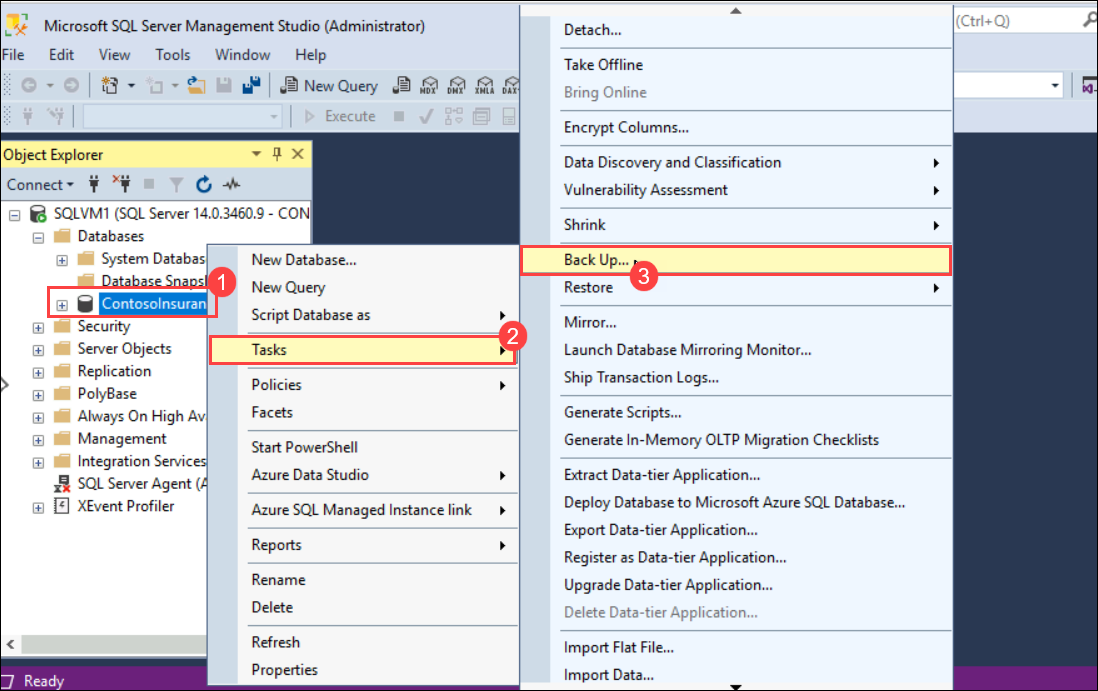 Microsoft SQL Server Management Studio (Administrator)
(Ctrl+Q)
File Edit View Tools Window Help
New Query
MDX DMX XMLA DAX
Execute
Object Explorer
Connect
SQLVM1 (SQL Server 14.0.3460.9 - CON
Databases
System Databas
Database Snaps
ContosoInsuran
Security
Server Objects
Replication
PolyBase
Always On High Av
Management
Integration Services
SQL Server Agent (A
XEvent Profiler
Ready
1
New Database...
New Query
Script Database as
Tasks
2
Policies
Facets
Start PowerShell
Azure Data Studio
Azure SQL Managed Instance link
Reports
Rename
Delete
Refresh
Properties
Detach...
Take Offline
Bring Online
Encrypt Columns...
Data Discovery and Classification
Vulnerability Assessment
Shrink
Back Up...
3
Restore
Mirror...
Launch Database Mirroring Monitor...
Ship Transaction Logs...
Generate Scripts...
Generate In-Memory OLTP Migration Checklists
Extract Data-tier Application...
Deploy Database to Microsoft Azure SQL Database...
Export Data-tier Application...
Register as Data-tier Application...
Upgrade Data-tier Application...
Delete Data-tier Application...
Import Flat File...
Import Data...